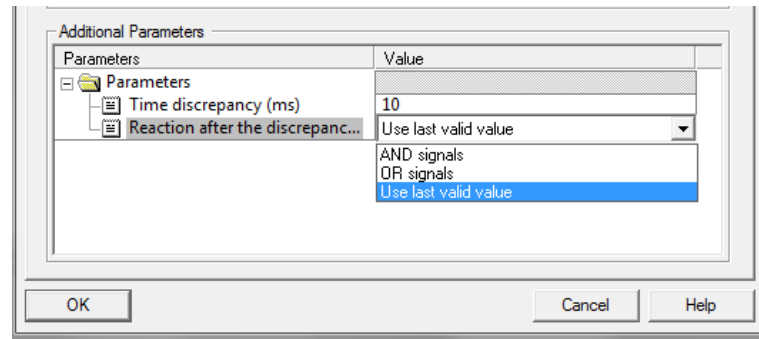 Additional Parameters
Parameters Value
Parameters
Time discrepancy (ms) 10
Reaction after the discrepanc... Use last valid value
AND signals
OR signals
Use last valid value
OK Cancel Help